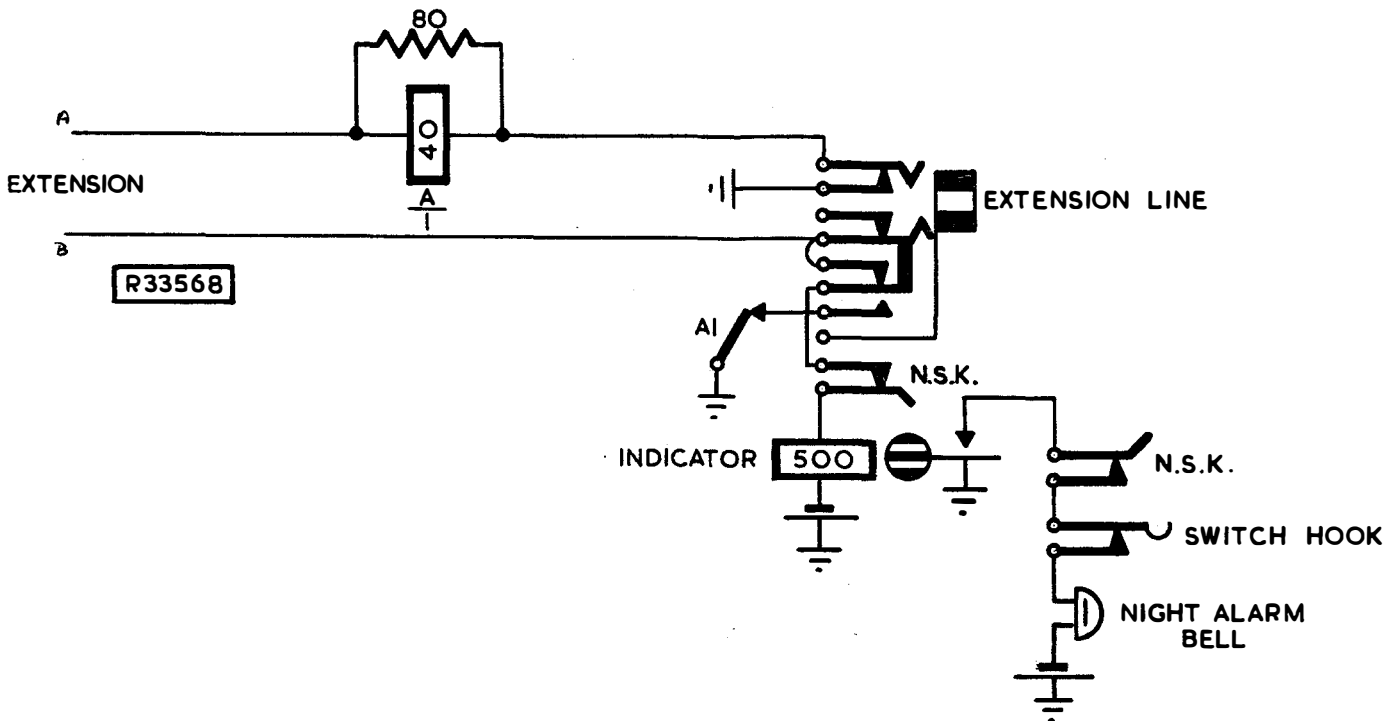 80
A
40
EXTENSION
A
1
B
R33568
EXTENSION LINE
A1
N.S.K.
INDICATOR
500
N.S.K.
SWITCH HOOK
NIGHT ALARM
BELL